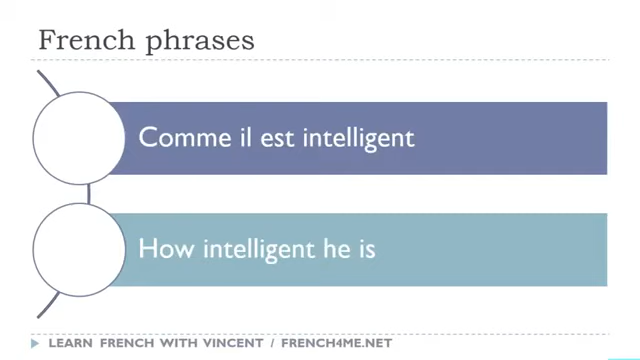 French phrases
Comme il est intelligent
How intelligent he is
LEARN FRENCH WITH VINCENT / FRENCH4ME.NET